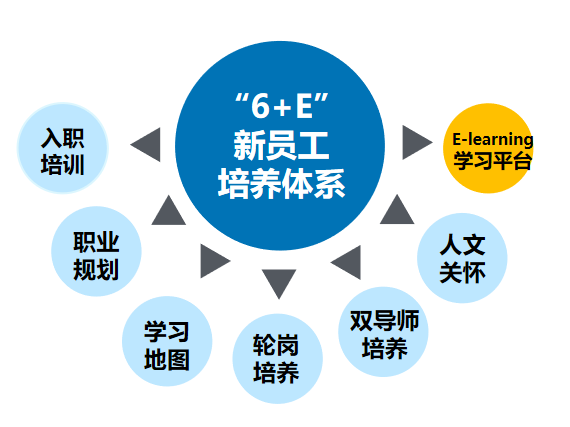 “6+E”
新员工
培养体系
入职
培训
职业
规划
学习
地图
轮岗
培养
双导师
培养
人文
关怀
E-learning
学习平台